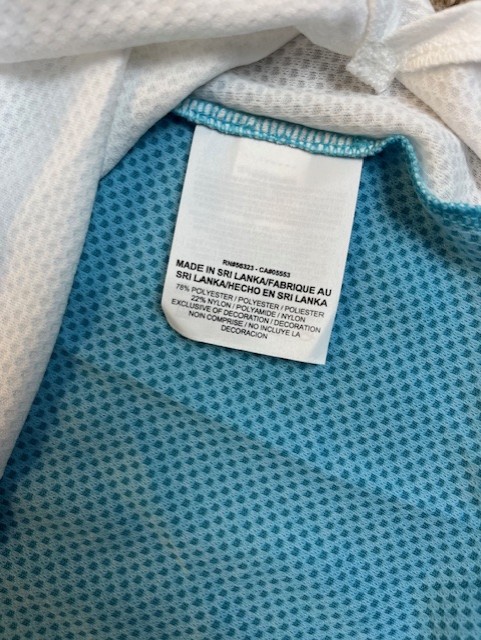 RN#56323 - CA#05553
MADE IN SRI LANKA/FABRIQUE AU
SRI LANKA/HECHO EN SRI LANKA
78% POLYESTER / POLYESTER / POLIESTER
22% NYLON / POLYAMIDE / NYLON
EXCLUSIVE OF DECORATION / DECORATION
NON COMPRISE / NO INCLUYE LA
DECORACION